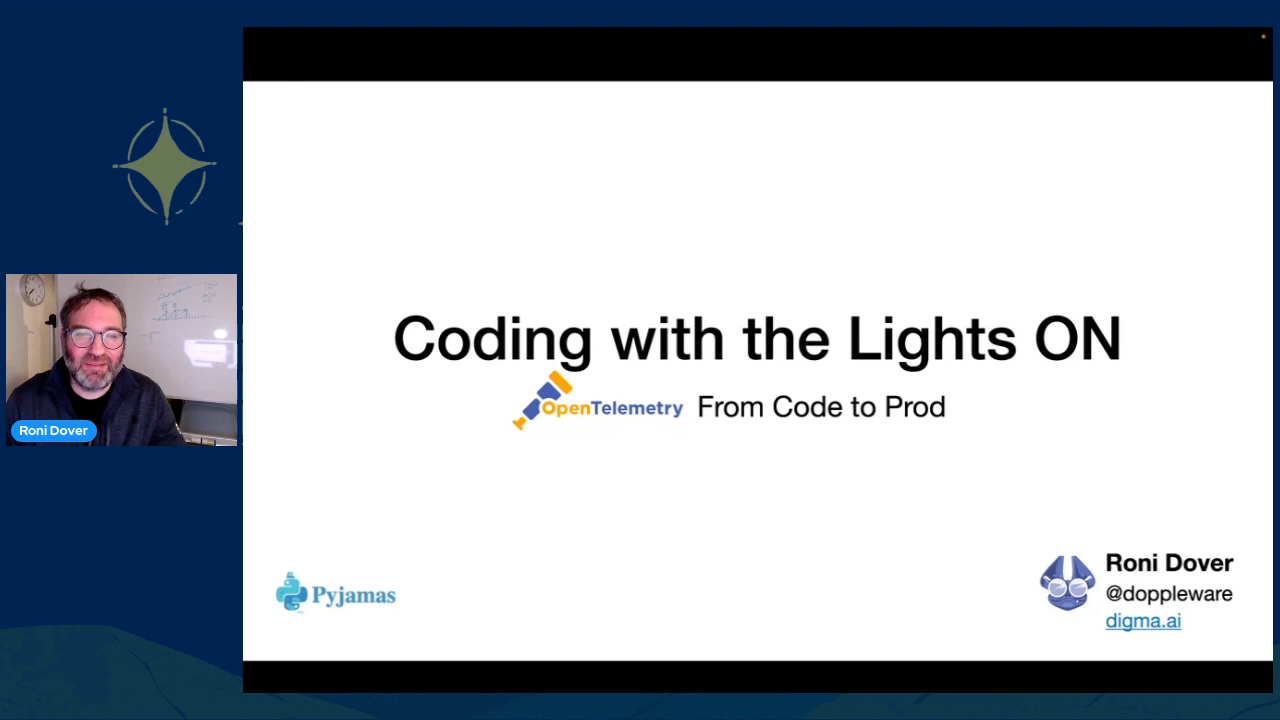 Coding with the Lights ON
OpenTelemetry From Code to Prod
Roni Dover
Pyjamas
Roni Dover
@doppleware
digma.ai